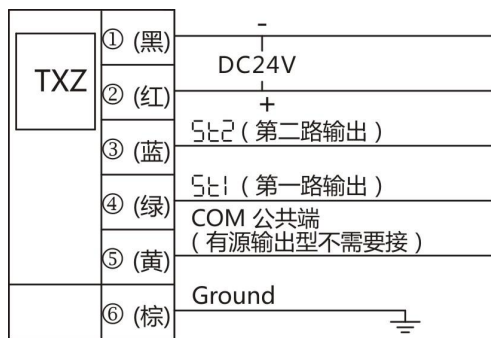 TXZ
① (黑)
-
DC24V
② (红)
+
St2 ( 第二路输出 )
③ (蓝)
St1 ( 第一路输出 )
④ (绿)
COM 公共端
( 有源输出型不需要接 )
⑤ (黄)
Ground
⑥ (棕)